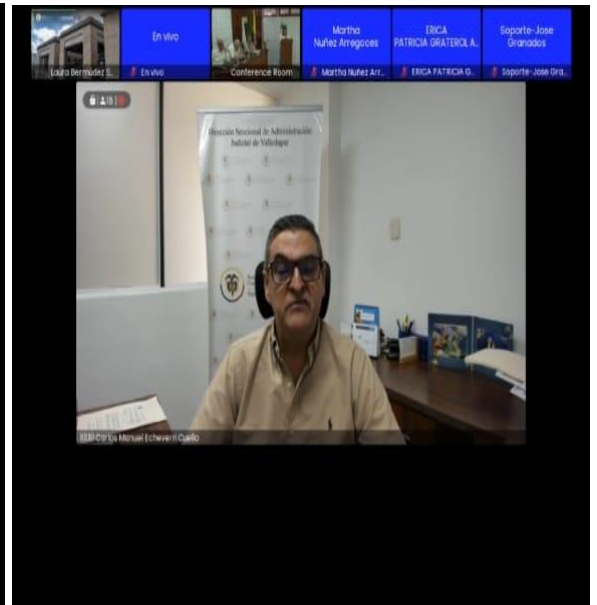 En vivo
Martha
Nuñez Arregoces
ERICA
PATRICIA GRATEROL A.
Soporte-Jose
Granados
Laura Bermúdez S.
En vivo
Conference Room
Martha Nuñez Arr...
ERICA PATRICIA G...
Soporte-Jose Gra...
18
Dirección Seccional de Administración
Judicial de Valledupar
Carlos Manuel Echeverri Cuello